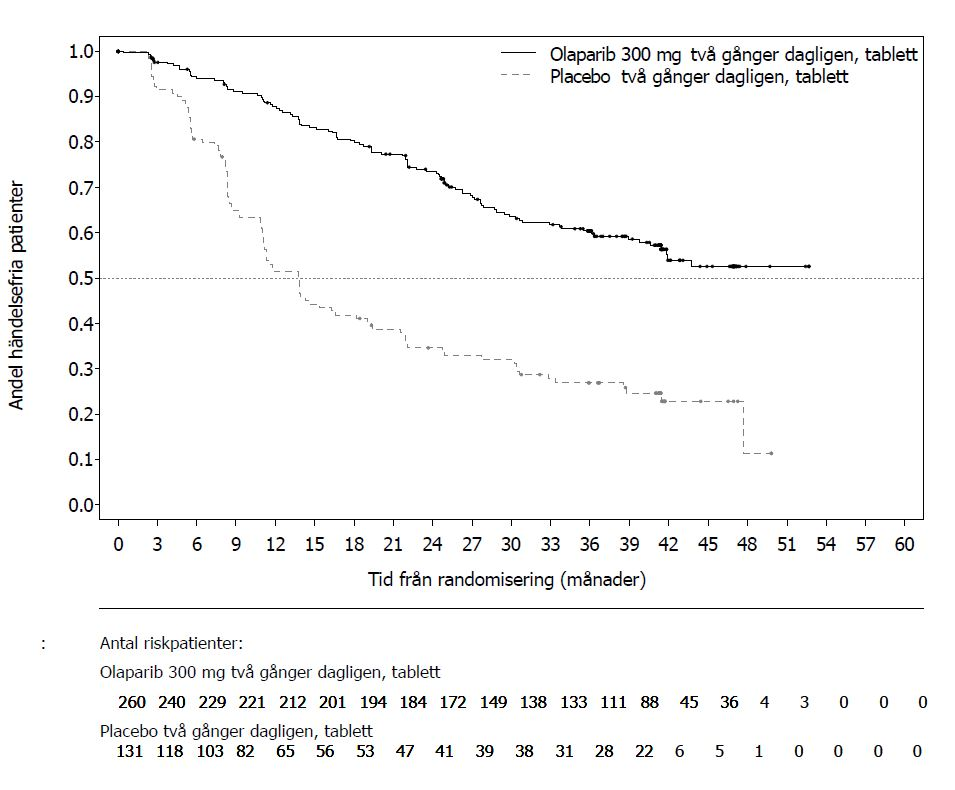 Olaparib 300 mg två gånger dagligen, tablett
Placebo två gånger dagligen, tablett
1.0
0.9
0.8
0.7
0.6
0.5
0.4
0.3
0.2
0.1
0.0
Andel händelsefria patienter
0 3 6 9 12 15 18 21 24 27 30 33 36 39 42 45 48 51 54 57 60
Tid från randomisering (månader)
: Antal riskpatienter:
Olaparib 300 mg två gånger dagligen, tablett
260 240 229 221 212 201 194 184 172 149 138 133 111 88 45 36 4 3 0 0 0
Placebo två gånger dagligen, tablett
131 118 103 82 65 56 53 47 41 39 38 31 28 22 6 5 1 0 0 0 0